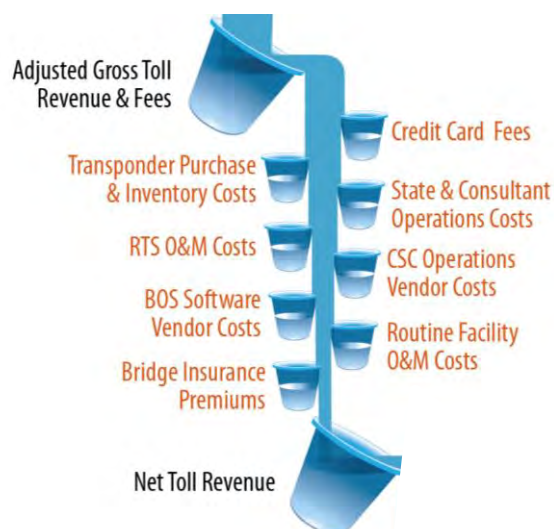 Adjusted Gross Toll
Revenue & Fees
Credit Card Fees
Transponder Purchase
& Inventory Costs
State & Consultant
Operations Costs
RTS O&M Costs
CSC Operations
Vendor Costs
BOS Software
Vendor Costs
Routine Facility
O&M Costs
Bridge Insurance
Premiums
Net Toll Revenue